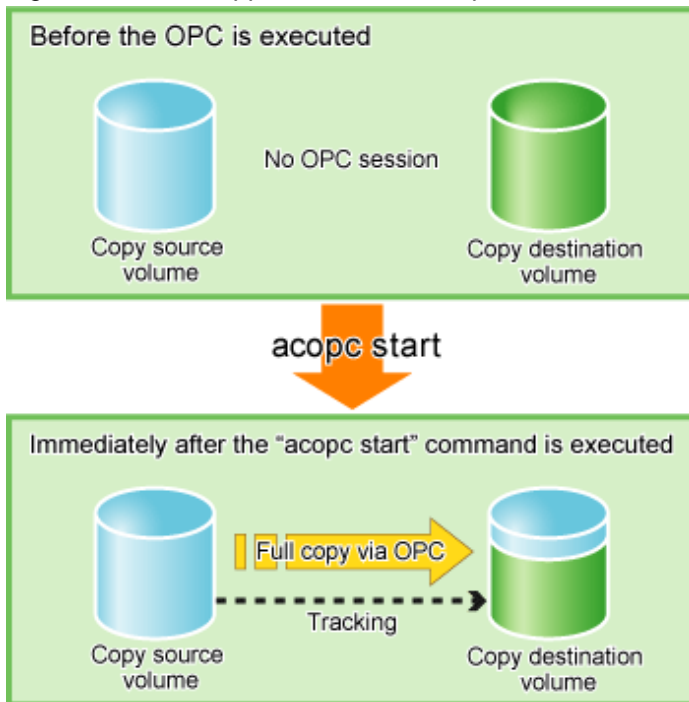 Before the OPC is executed
No OPC session
Copy source
volume
Copy destination
volume
acopc start
Immediately after the “acopc start” command is executed
Full copy via OPC
Tracking
Copy source
volume
Copy destination
volume